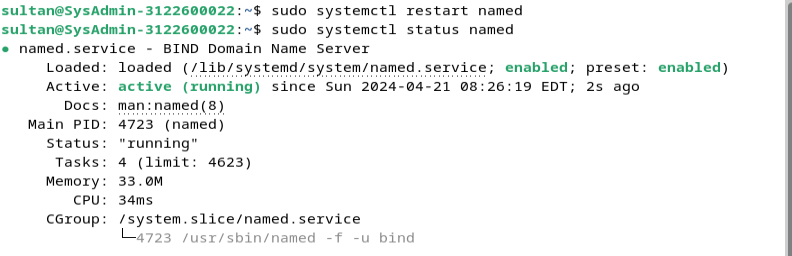 sultan@SysAdmin-3122600022:~$ sudo systemctl restart named
sultan@SysAdmin-3122600022:~$ sudo systemctl status named
● named.service - BIND Domain Name Server
     Loaded: loaded (/lib/systemd/system/named.service; enabled; preset: enabled)
     Active: active (running) since Sun 2024-04-21 08:26:19 EDT; 2s ago
       Docs: man:named(8)
   Main PID: 4723 (named)
     Status: "running"
      Tasks: 4 (limit: 4623)
     Memory: 33.0M
        CPU: 34ms
     CGroup: /system.slice/named.service
             └─4723 /usr/sbin/named -f -u bind